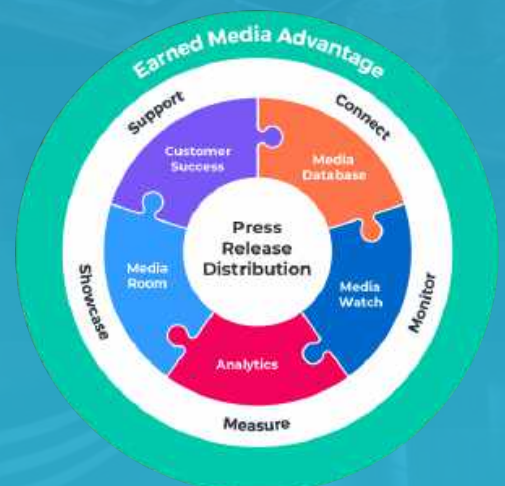 Earned Media Advantage
Support
Connect
Customer
Success
Media
Database
Press
Release
Distribution
Media
Room
Media
Watch
Showcase
Monitor
Analytics
Measure